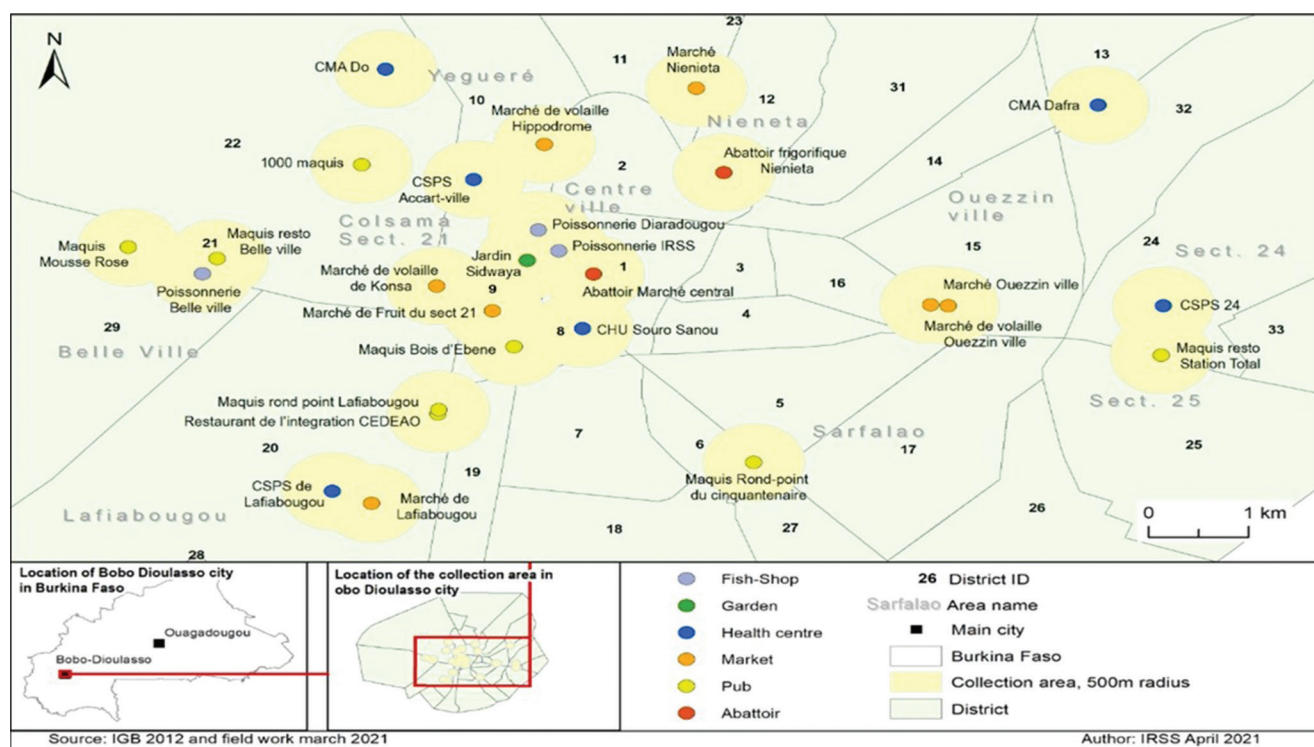 N
23
11
13
CMA Do
Yegueré
Marché
Nienieta
10
12
31
CMA Dafra
32
Marché de volaille
Hippodrome
Nieneta
22
1000 maquis
2
Abattoir frigorifique
Nienieta
14
CSPS
Accart-ville
Centre
ville
Ouezzin
ville
Colsama
Sect. 21
Poissonnerie Diaradougou
Maquis
Mousse Rose
21
Maquis resto
Belle ville
Poissonnerie IRSS
15
24
Sect. 24
Jardin
Sidwaya
1
3
Poissonnerie
Belle ville
Marché de volaille
de Konsa
9
Abattoir Marché central
16
Marché Ouezzin ville
Marché de Fruit du sect 21
4
CSPS 24
29
8
CHU Souro Sanou
Marché de volaille
Ouezzin ville
33
Belle Ville
Maquis Bois d'Ebene
Maquis resto
Station Total
Sect. 25
Maquis rond point Lafiabougou
Restaurant de l'integration CEDEAO
5
7
6
Sarfalao
17
25
20
19
CSPS de
Lafiabougou
Marché de
Lafiabougou
Maquis Rond-point
du cinquantenaire
Lafiabougou
18
27
26
28
0 1 km
Location of Bobo Dioulasso city
in Burkina Faso
Ouagadougou
Bobo-Dioulasso
Location of the collection area in
obo Dioulasso city
Fish-Shop
Garden
Health centre
Market
Pub
Abattoir
26 District ID
Sarfalao Area name
Main city
Burkina Faso
Collection area, 500m radius
District
Source: IGB 2012 and field work march 2021
Author: IRSS April 2021